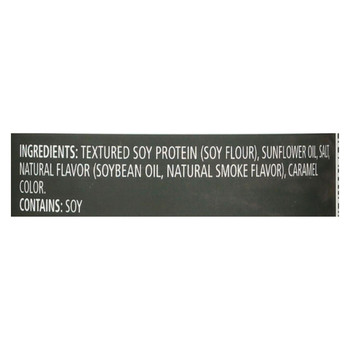 INGREDIENTS: TEXTURED SOY PROTEIN (SOY FLOUR), SUNFLOWER OIL, SALT,
NATURAL FLAVOR (SOYBEAN OIL, NATURAL SMOKE FLAVOR), CARAMEL
COLOR.
CONTAINS: SOY